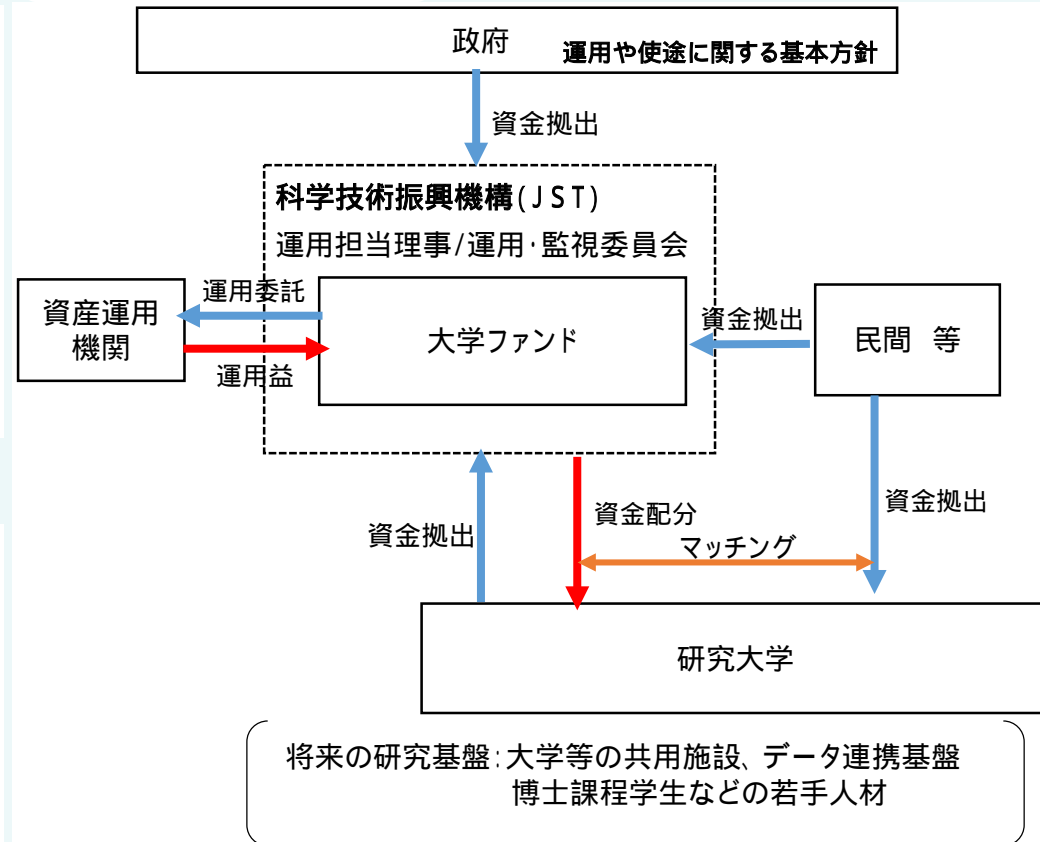 政府
運用や使途に関する基本方針
資金拠出
科学技術振興機構(JST)
運用担当理事/運用・監視委員会
運用委託
資産運用
機関
運用益
大学ファンド
資金拠出
民間 等
資金拠出
資金配分
マッチング
資金拠出
研究大学
将来の研究基盤:大学等の共用施設、データ連携基盤
博士課程学生などの若手人材